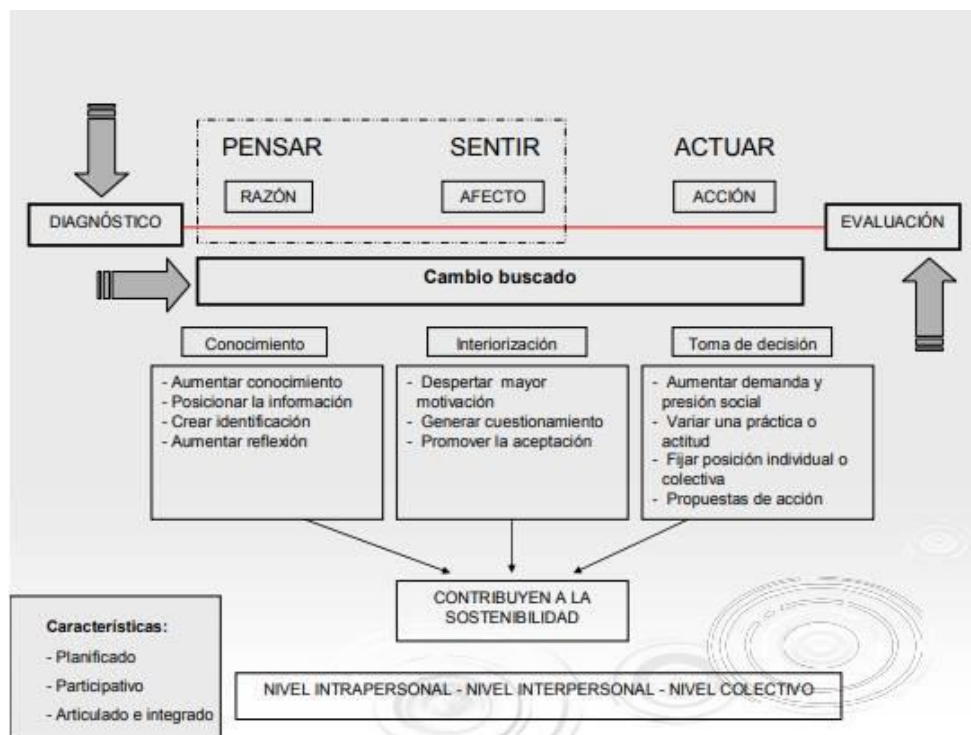 PENSAR
SENTIR
ACTUAR
RAZÓN
AFECTO
ACCIÓN
DIAGNÓSTICO
EVALUACIÓN
Cambio buscado
Conocimiento
- Aumentar conocimiento
- Posicionar la información
- Crear identificación
- Aumentar reflexión
Interiorización
- Despertar mayor
motivación
- Generar cuestionamiento
- Promover la aceptación
Toma de decisión
- Aumentar demanda y
presión social
- Variar una práctica o
actitud
- Fijar posición individual o
colectiva
- Propuestas de acción
CONTRIBUYEN A LA
SOSTENIBILIDAD
Características:
- Planificado
- Participativo
- Articulado e integrado
NIVEL INTRAPERSONAL - NIVEL INTERPERSONAL - NIVEL COLECTIVO